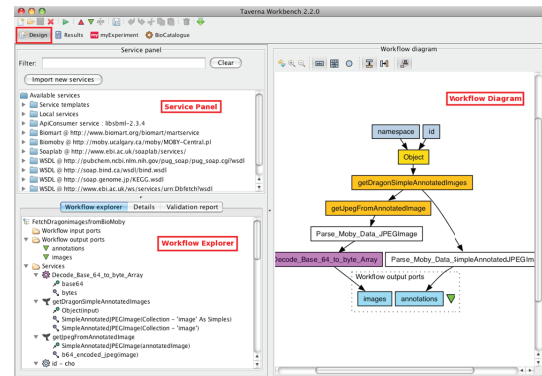 Taverna Workbench 2.2.0
Design
Results
myExperiment
BioCatalogue
Service panel
Filter:
Clear
Import new services
Available services
Service templates
Local services
ApiConsumer service : libsbml-2.3.4
Biomart @ http://www.biomart.org/biomart/martservice
Biomoby @ http://moby.ucalgary.ca/moby/MOBY-Central.pl
Soaplab @ http://www.ebi.ac.uk/soaplab/services/
WSDL @ http://pubchem.ncbi.nlm.nih.gov/pug_soap/pug_soap.cgi?wsdl
WSDL @ http://soap.bind.ca/wsdl/bind.wsdl
WSDL @ http://soap.genome.jp/KEGG.wsdl
WSDL @ http://www.ebi.ac.uk/ws/services/urn:Dbfetch?wsdl
Service Panel
Workflow explorer
Details
Validation report
FetchDragonimagesfromBioMoby
Workflow input ports
Workflow output ports
annotations
images
Services
Decode_Base_64_to_byte_Array
base64
bytes
getDragonSimpleAnnotatedImages
Object(input)
SimpleAnnotatedJPEGImage(Collection - 'image' As Simples)
SimpleAnnotatedJPEGImage(Collection - 'image')
getJpegFromAnnotatedImage
SimpleAnnotatedJPEGImage(annotatedImage)
b64_encoded_jpeg(image)
id - cho
Workflow Explorer
Workflow diagram
Workflow Diagram
namespace
id
Object
getDragonSimpleAnnotatedImages
getJpegFromAnnotatedImage
Parse_Moby_Data_JPEGImage
Decode_Base_64_to_byte_Array
Parse_Moby_Data_SimpleAnnotatedJPEGIm
Workflow output ports
images
annotations